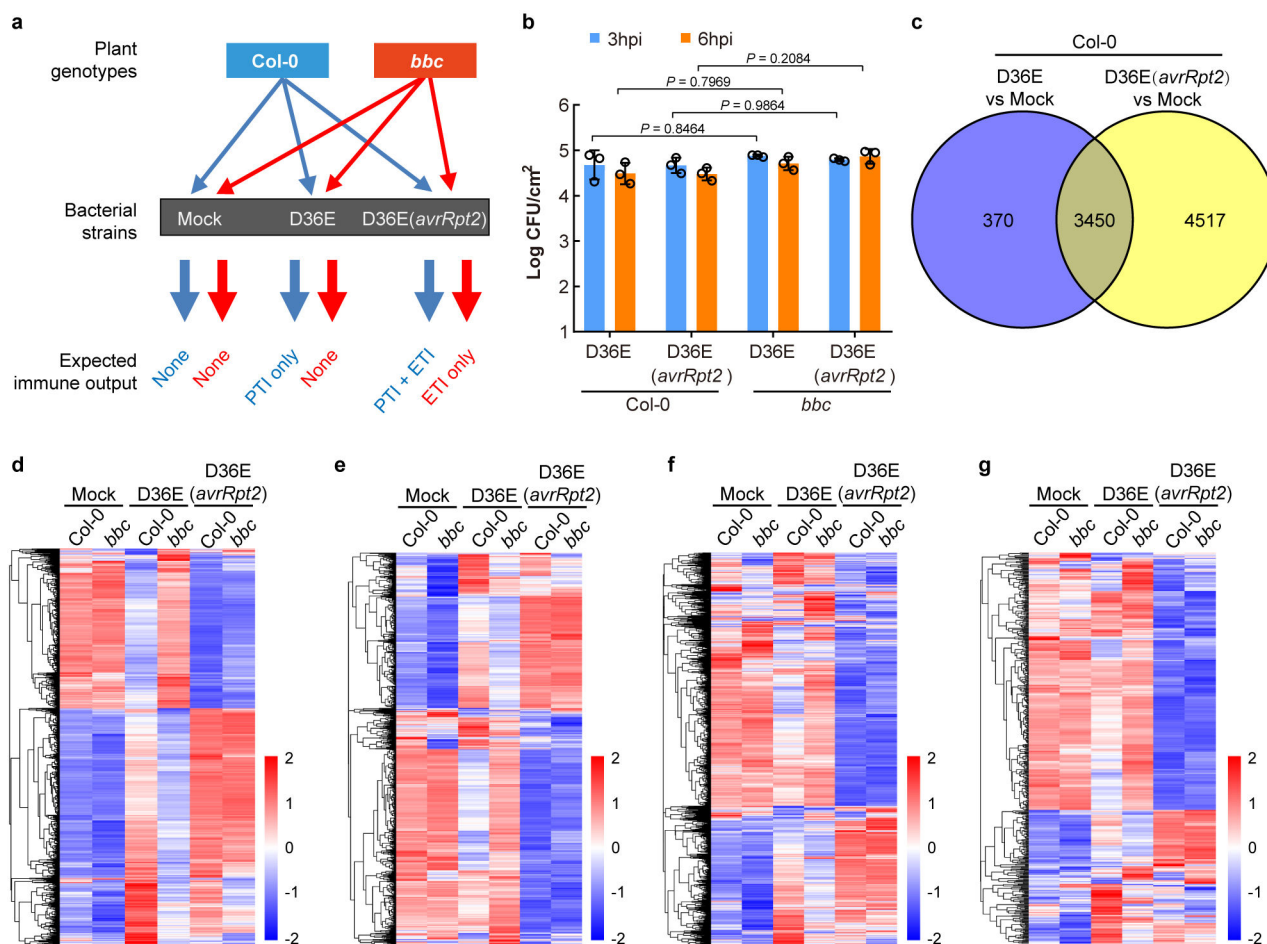 a
Plant
genotypes
Col-0
bbc
Bacterial
strains
Mock
D36E
D36E(avrRpt2)
Expected
immune output
None
None
PTI only
None
PTI + ETI
ETI only
b
3hpi
6hpi
P = 0.2084
P = 0.7969
P = 0.9864
P = 0.8464
Log CFU/cm2
6
5
4
3
2
1
D36E
D36E
(avrRpt2)
D36E
D36E
(avrRpt2)
Col-0
bbc
c
Col-0
D36E
vs Mock
D36E(avrRpt2)
vs Mock
370
3450
4517
d
Mock
D36E
D36E
(avrRpt2)
Col-0
bbc
Col-0
bbc
Col-0
bbc
2
1
0
-1
-2
e
Mock
D36E
D36E
(avrRpt2)
Col-0
bbc
Col-0
bbc
Col-0
bbc
2
1
0
-1
-2
f
Mock
D36E
D36E
(avrRpt2)
Col-0
bbc
Col-0
bbc
Col-0
bbc
2
1
0
-1
-2
g
Mock
D36E
D36E
(avrRpt2)
Col-0
bbc
Col-0
bbc
Col-0
bbc
2
1
0
-1
-2